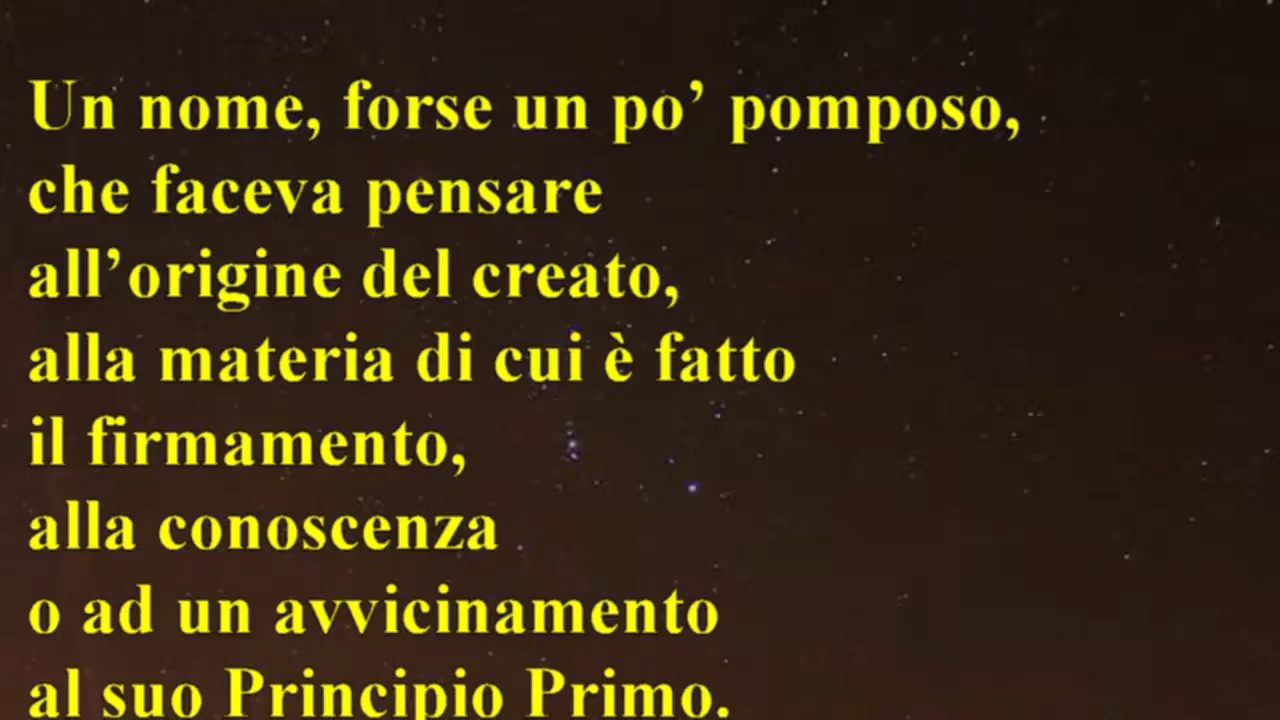 Un nome, forse un po’ pomposo,
che faceva pensare
all’origine del creato,
alla materia di cui è fatto
il firmamento,
alla conoscenza
o ad un avvicinamento
al suo Principio Primo.